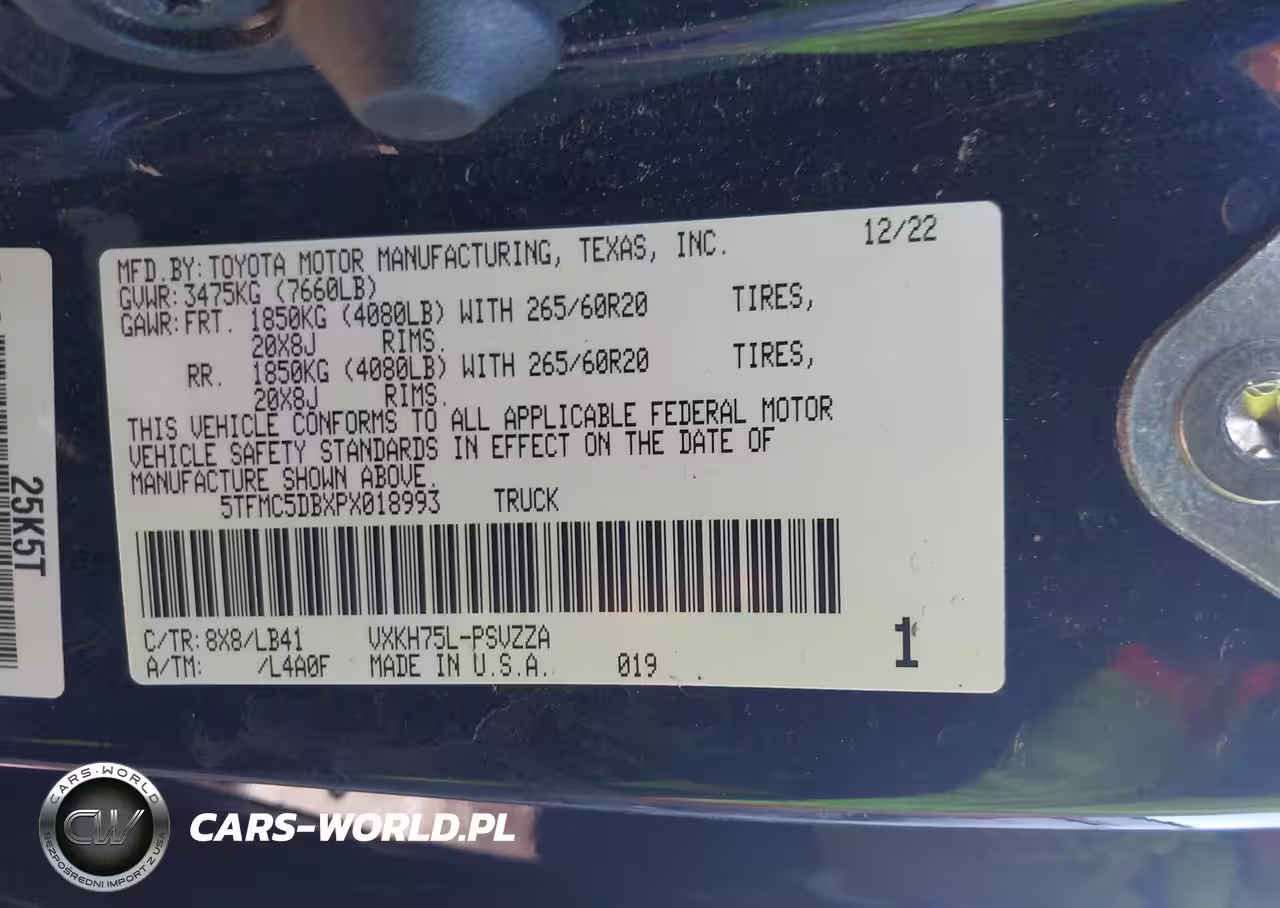 MFD.BY: TOYOTA MOTOR MANUFACTURING, TEXAS, INC. 12/22
GVWR: 3475KG (7660LB)
GAWR: FRT. 1850KG (4080LB) WITH 265/60R20 TIRES,
20X8J RIMS.
RR. 1850KG (4080LB) WITH 265/60R20 TIRES,
20X8J RIMS.
THIS VEHICLE CONFORMS TO ALL APPLICABLE FEDERAL MOTOR
VEHICLE SAFETY STANDARDS IN EFFECT ON THE DATE OF
MANUFACTURE SHOWN ABOVE.
5TFMC5DBXPX018993 TRUCK
C/TR: 8X8/LB41 VXKH75L-PSVZZA
A/TM: /L4A0F MADE IN U.S.A. 019
1
25K5T
CARS-WORLD
CW
BEZPOŚREDNI IMPORT Z USA
CARS-WORLD.PL